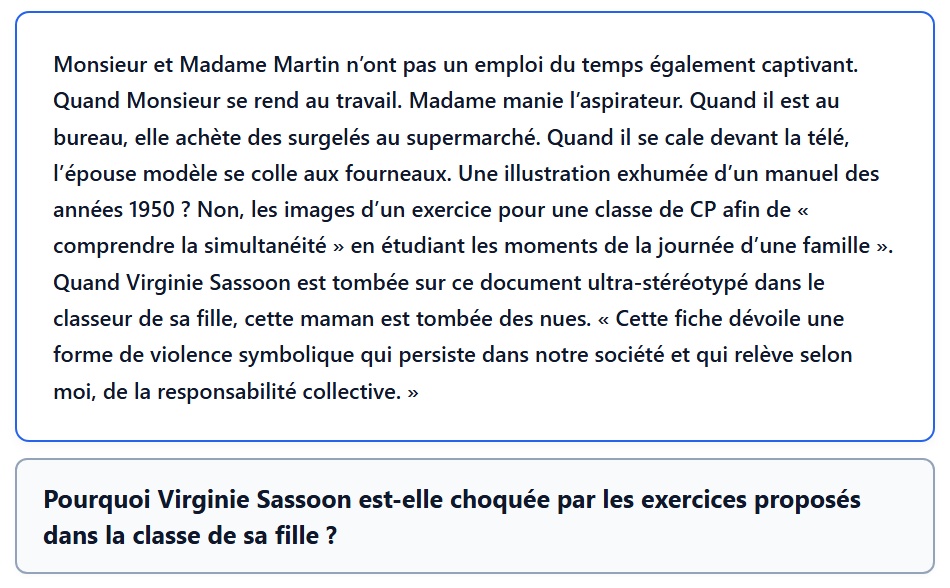 Monsieur et Madame Martin n’ont pas un emploi du temps également captivant.
Quand Monsieur se rend au travail. Madame manie l’aspirateur. Quand il est au
bureau, elle achète des surgelés au supermarché. Quand il se cale devant la télé,
l’épouse modèle se colle aux fourneaux. Une illustration exhumée d’un manuel des
années 1950 ? Non, les images d’un exercice pour une classe de CP afin de «
comprendre la simultanéité » en étudiant les moments de la journée d’une famille ».
Quand Virginie Sassoon est tombée sur ce document ultra-stéréotypé dans le
classeur de sa fille, cette maman est tombée des nues. « Cette fiche dévoile une
forme de violence symbolique qui persiste dans notre société et qui relève selon
moi, de la responsabilité collective. »
Pourquoi Virginie Sassoon est-elle choquée par les exercices proposés
dans la classe de sa fille ?